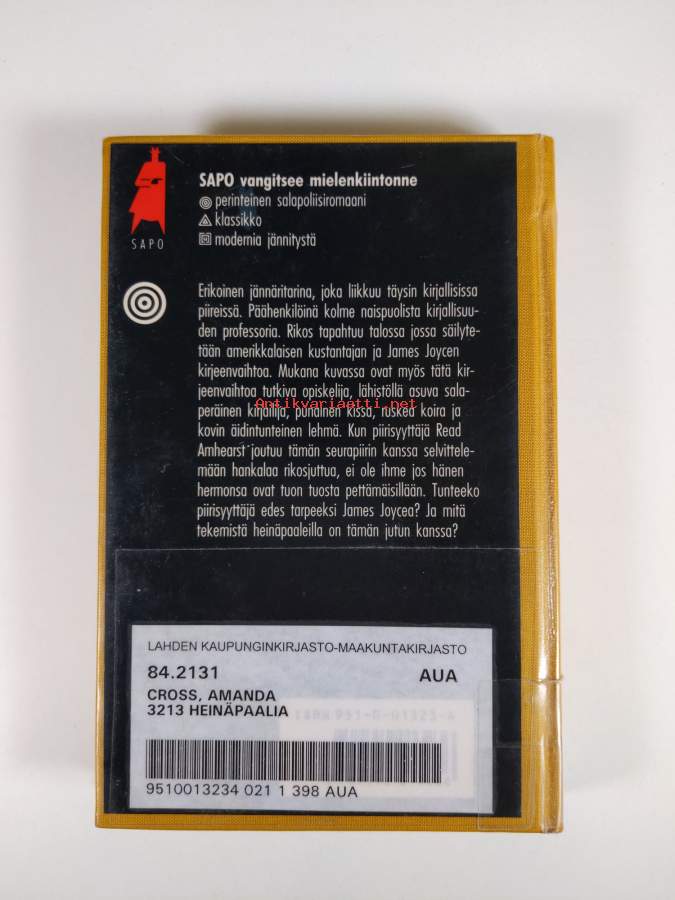 SAPO vangitsee mielenkiintonne
perinteinen salapoliisiromaani
klassikko
modernia jännitystä
SAPO
Erikoinen jännäritarina, joka liikkuu täysin kirjallisissa
piireissä. Päähenkilöinä kolme naispuolista kirjallisuu-
den professoria. Rikos tapahtuu talossa jossa säilyte-
tään amerikkalaisen kustantajan ja James Joycen
kirjeenvaihtoa. Mukana kuvassa ovat myös tätä kir-
jeenvaihtoa tutkiva opiskelija, lähistöllä asuva sala-
Antikvariaatti.net
peräinen kirjailija, punainen kissa, ruskea koira ja
kovin äidintunteinen lehmä. Kun piirisyyttäjä Read
Amhearst joutuu tämän seurapiirin kanssa selvittele-
mään hankalaa rikosjuttua, ei ole ihme jos hänen
hermonsa ovat tuon tuosta pettämäisillään. Tunteeko
piirisyyttäjä edes tarpeeksi James Joycea? Ja mitä
tekemistä heinäpaaleilla on tämän jutun kanssa?
LAHDEN KAUPUNGINKIRJASTO-MAAKUNTAKIRJASTO
84.2131 AUA
CROSS, AMANDA
3213 HEINÄPAALIA
ISBN 951-0-01323-4
9510013234 021 1 398 AUA